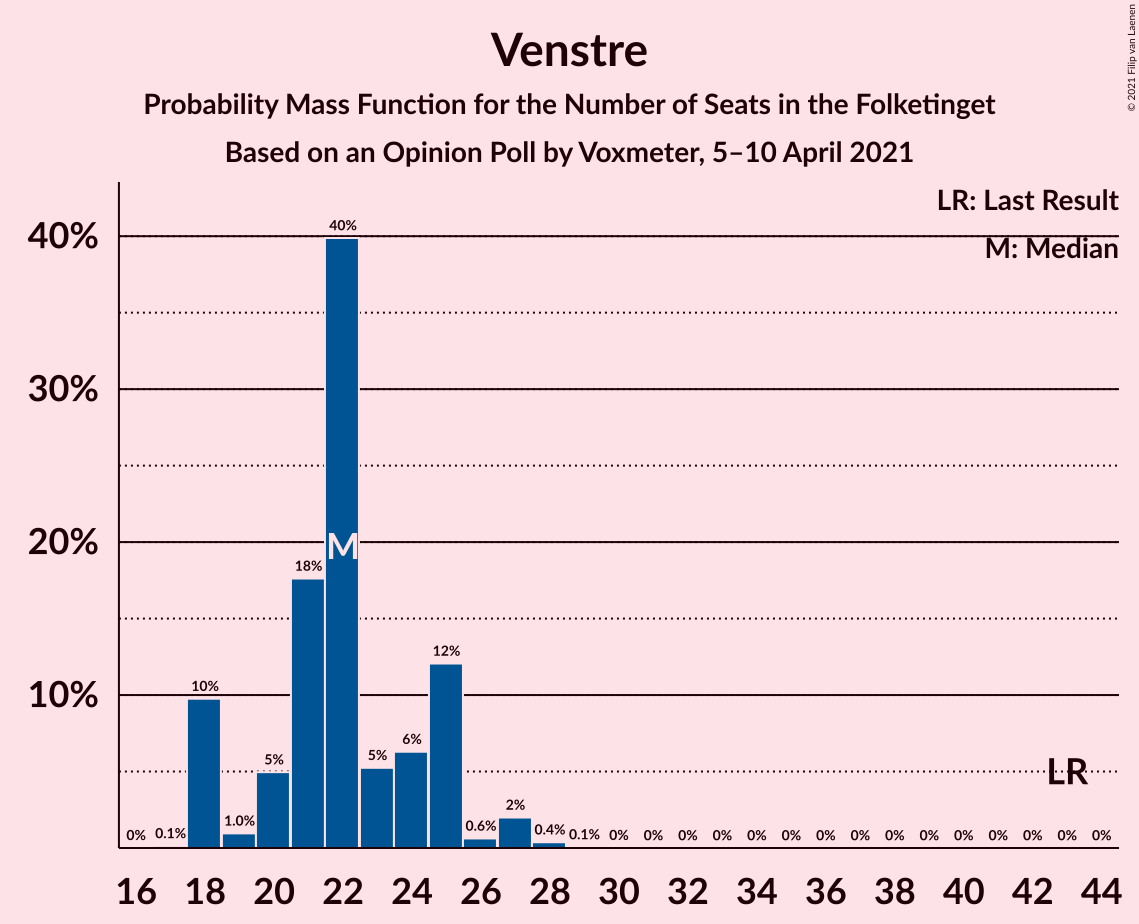 Venstre
Probability Mass Function for the Number of Seats in the Folketinget
Based on an Opinion Poll by Voxmeter, 5–10 April 2021
© 2021 Filip van Laenen
LR: Last Result
M: Median
40%
30%
20%
10%
0% 0.1% 10% 1.0% 5% 18% 40% 5% 6% 12% 0.6% 2% 0.4% 0.1% 0% 0% 0% 0% 0% 0% 0% 0% 0% 0% 0% 0% 0% 0% 0%
M
LR
16 18 20 22 24 26 28 30 32 34 36 38 40 42 44